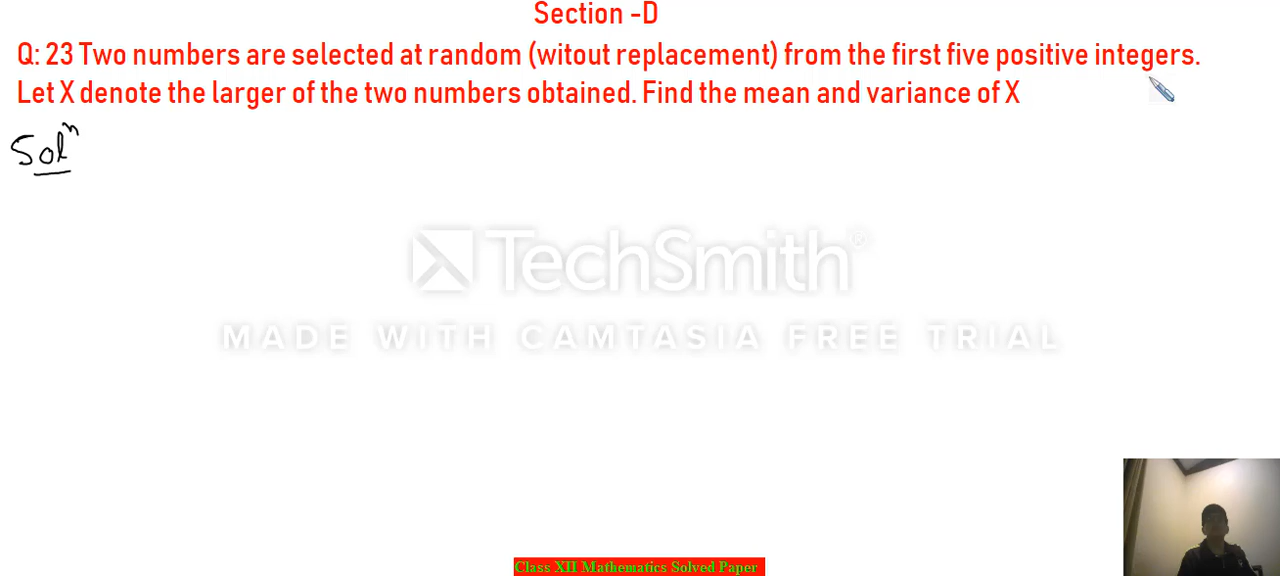 Section -D
Q: 23 Two numbers are selected at random (witout replacement) from the first five positive integers.
Let X denote the larger of the two numbers obtained. Find the mean and variance of X
Solⁿ
TechSmith®
MADE WITH CAMTASIA FREE TRIAL
Class XII Mathematics Solved Paper